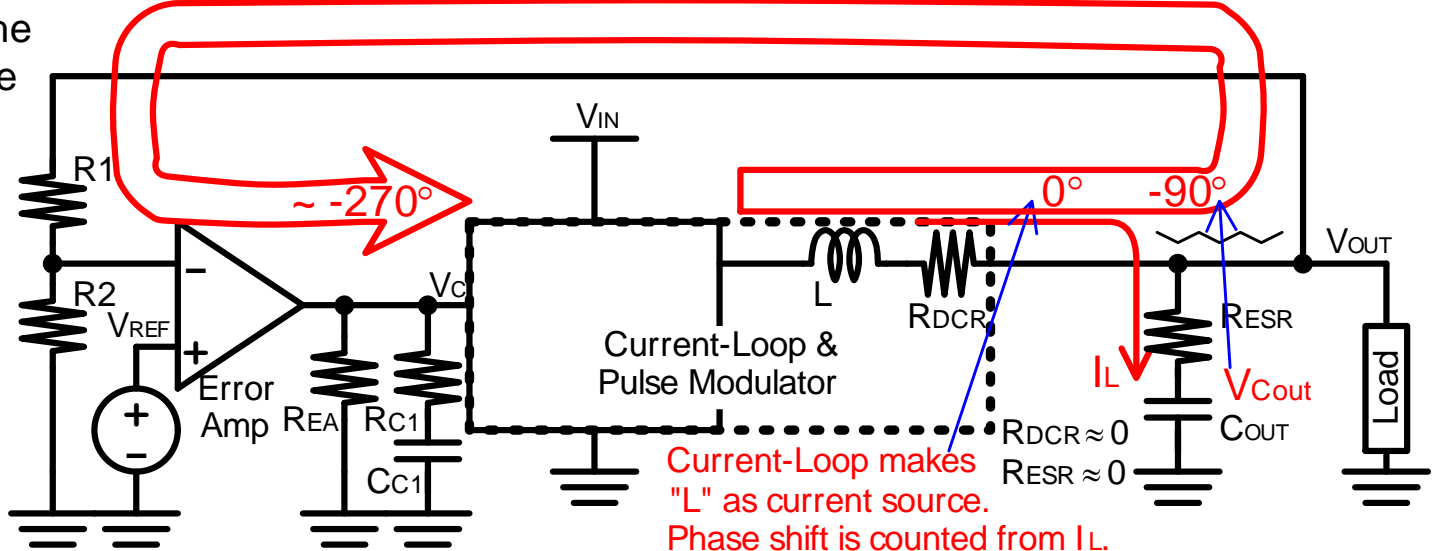 ne
e
VIN
R1
~ -270°
0° -90°
VOUT
R2
VREF
VC
L
RDCR
RESR
−
+
Error
Amp
REA
RC1
CC1
Current-Loop &
Pulse Modulator
IL
VCout
COUT
Load
+
−
RDCR ≈ 0
RESR ≈ 0
Current-Loop makes
"L" as current source.
Phase shift is counted from IL.